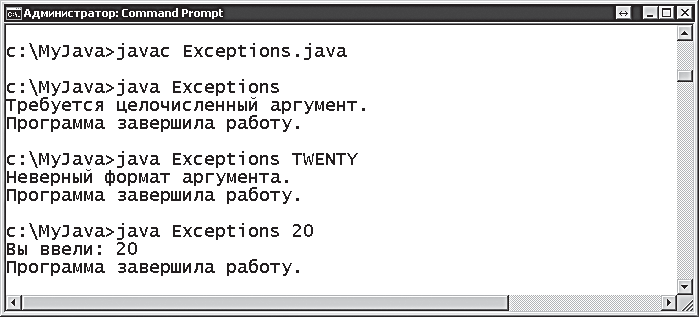 Администратор: Command Prompt
c:\MyJava>javac Exceptions.java
c:\MyJava>java Exceptions
Требуется целочисленный аргумент.
Программа завершила работу.
c:\MyJava>java Exceptions TWENTY
Неверный формат аргумента.
Программа завершила работу.
c:\MyJava>java Exceptions 20
Вы ввели: 20
Программа завершила работу.